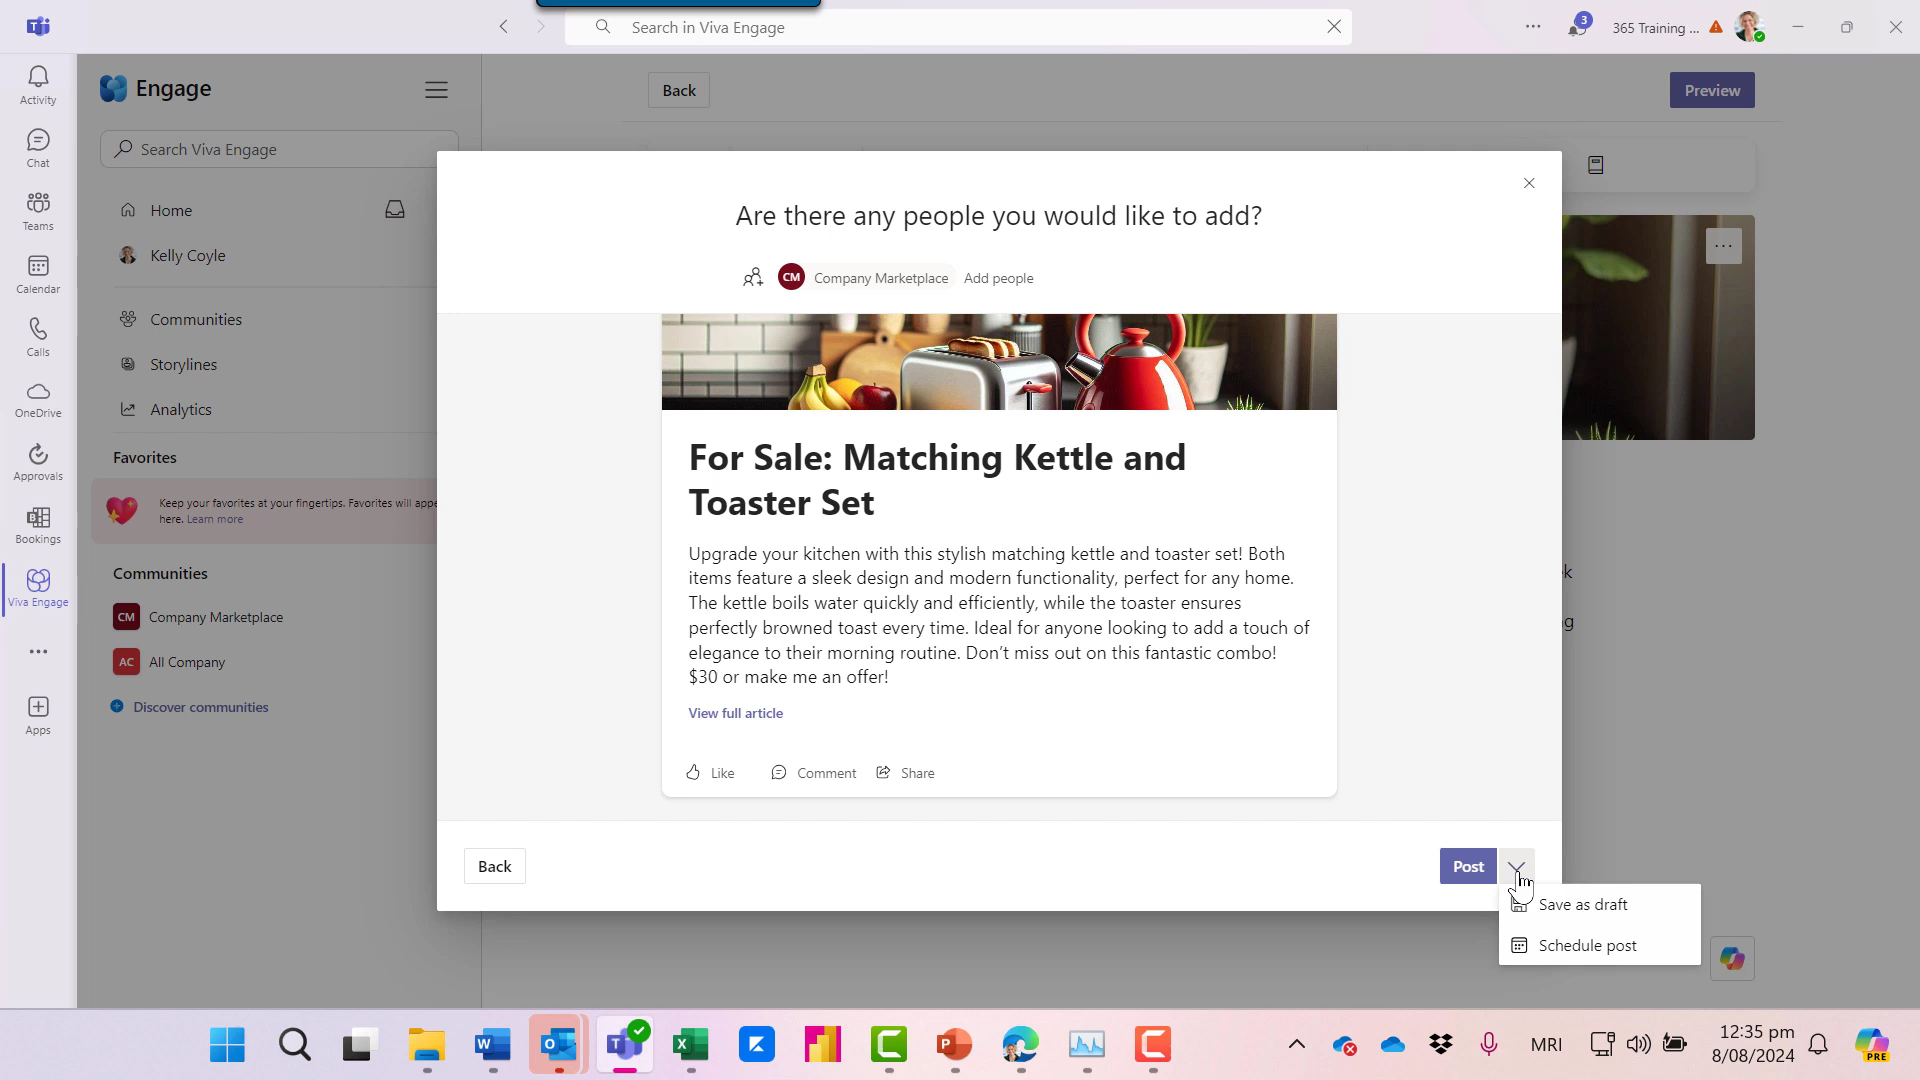 Search in Viva Engage
3
365 Training ...
Activity
Chat
Teams
Calendar
Calls
OneDrive
Approvals
Bookings
Viva Engage
Apps
Engage
Search Viva Engage
Home
Kelly Coyle
Communities
Storylines
Analytics
Favorites
Keep your favorites at your fingertips. Favorites will appe
here. Learn more
Communities
CM Company Marketplace
AC All Company
Discover communities
Back
Preview
Are there any people you would like to add?
CM Company Marketplace Add people
For Sale: Matching Kettle and
Toaster Set
Upgrade your kitchen with this stylish matching kettle and toaster set! Both
items feature a sleek design and modern functionality, perfect for any home.
The kettle boils water quickly and efficiently, while the toaster ensures
perfectly browned toast every time. Ideal for anyone looking to add a touch of
elegance to their morning routine. Don't miss out on this fantastic combo!
$30 or make me an offer!
View full article
Like Comment Share
k
g
Back
Post
Save as draft
Schedule post
MRI
12:35 pm
8/08/2024
PRE